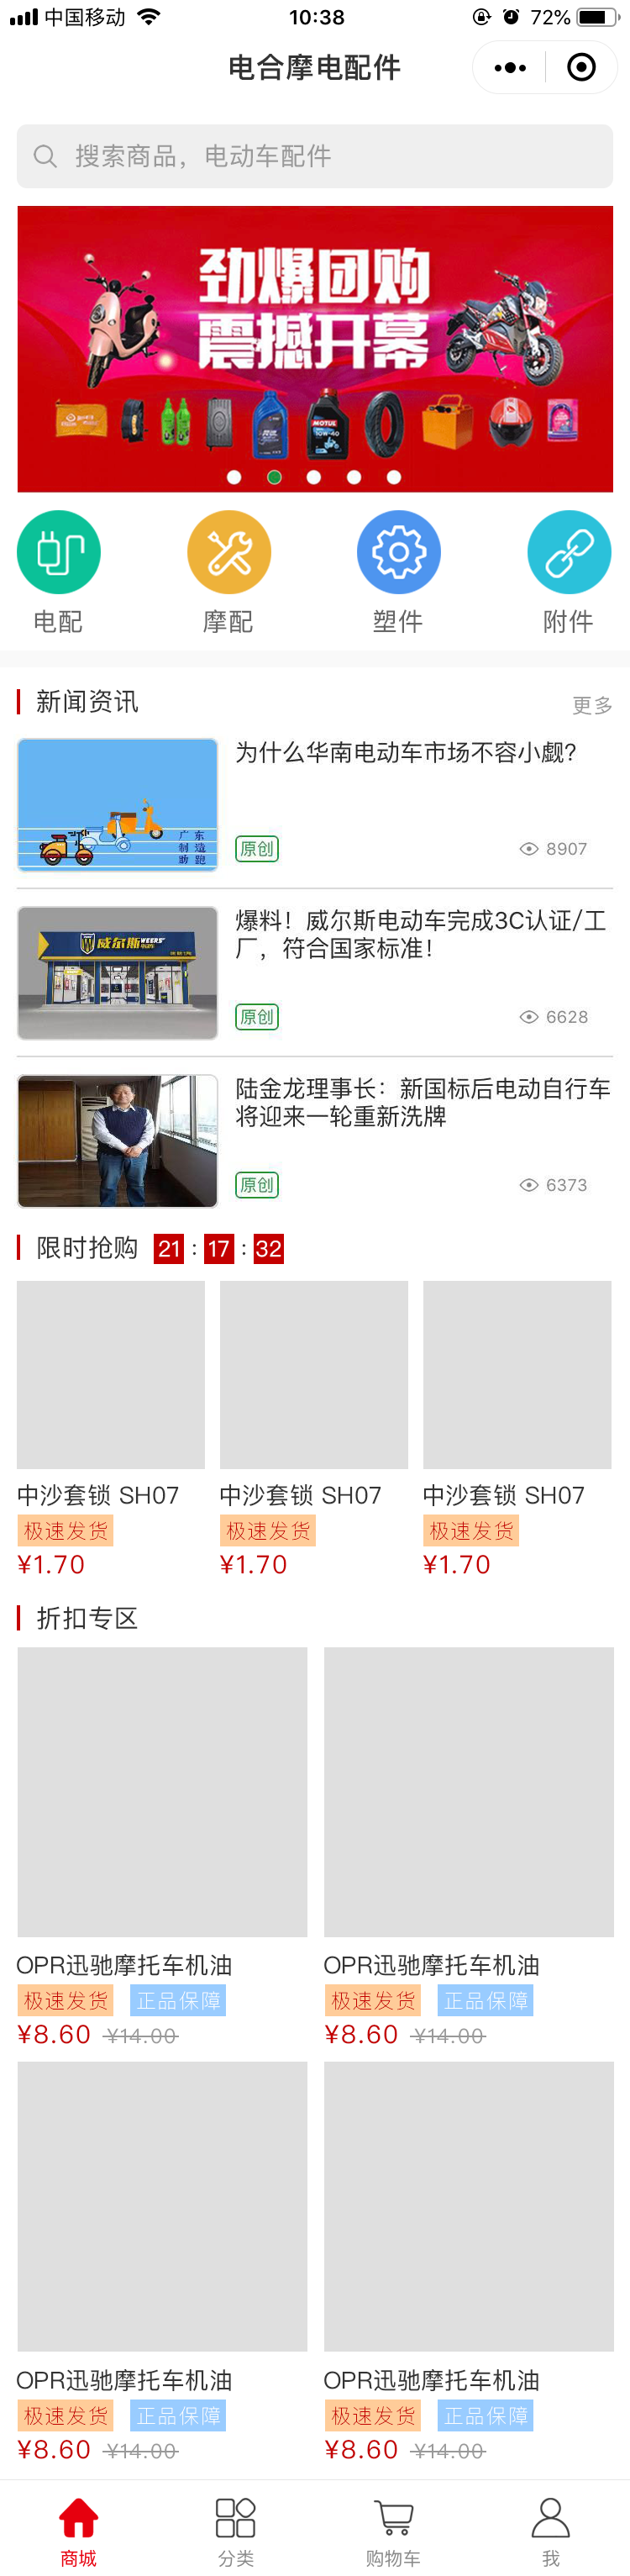 中国移动
10:38
72%
电合摩电配件
搜索商品，电动车配件
劲爆团购
震撼开幕
MOTUL
10W-40
电配
摩配
塑件
附件
新闻资讯
更多
为什么华南电动车市场不容小觑？
广东
制造
助跑
原创
8907
爆料！威尔斯电动车完成3C认证/工
厂，符合国家标准！
威尔斯 WEERS
原创
6628
陆金龙理事长：新国标后电动自行车
将迎来一轮重新洗牌
原创
6373
限时抢购 21 : 17 : 32
中沙套锁 SH07
极速发货
¥1.70
中沙套锁 SH07
极速发货
¥1.70
中沙套锁 SH07
极速发货
¥1.70
折扣专区
OPR迅驰摩托车机油
极速发货 正品保障
¥8.60 ¥14.00
OPR迅驰摩托车机油
极速发货 正品保障
¥8.60 ¥14.00
OPR迅驰摩托车机油
极速发货 正品保障
¥8.60 ¥14.00
OPR迅驰摩托车机油
极速发货 正品保障
¥8.60 ¥14.00
商城
分类
购物车
我